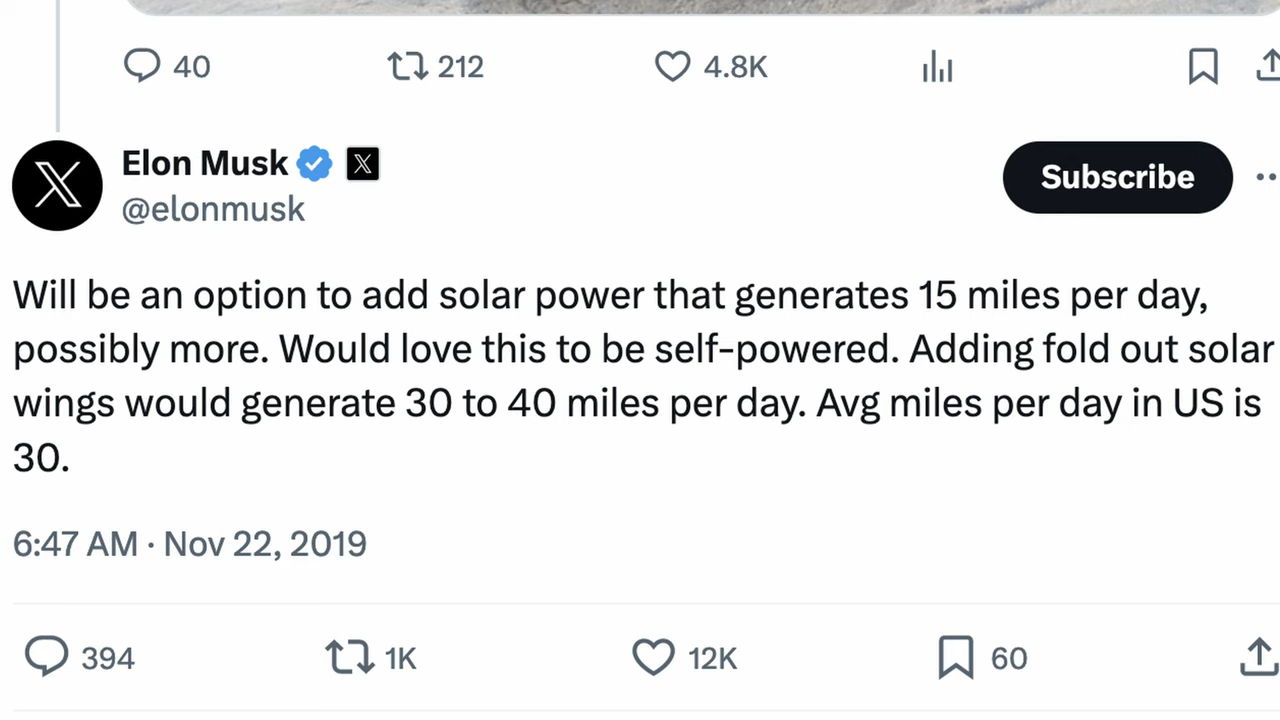 40 212 4.8K
Elon Musk
@elonmusk
Subscribe
Will be an option to add solar power that generates 15 miles per day,
possibly more. Would love this to be self-powered. Adding fold out solar
wings would generate 30 to 40 miles per day. Avg miles per day in US is
30.
6:47 AM · Nov 22, 2019
394 1K 12K 60